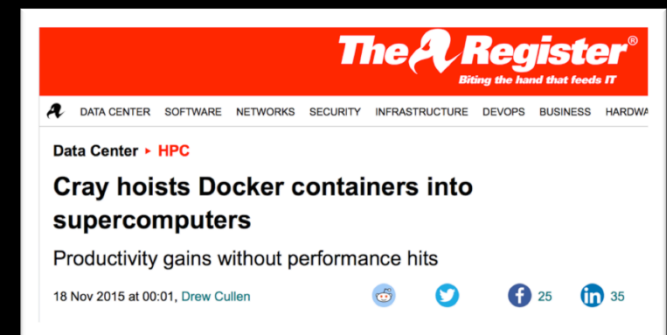 The Register®
Biting the hand that feeds IT
DATA CENTER SOFTWARE NETWORKS SECURITY INFRASTRUCTURE DEVOPS BUSINESS HARDWA
Data Center ▸ HPC
Cray hoists Docker containers into
supercomputers
Productivity gains without performance hits
18 Nov 2015 at 00:01, Drew Cullen 25 35